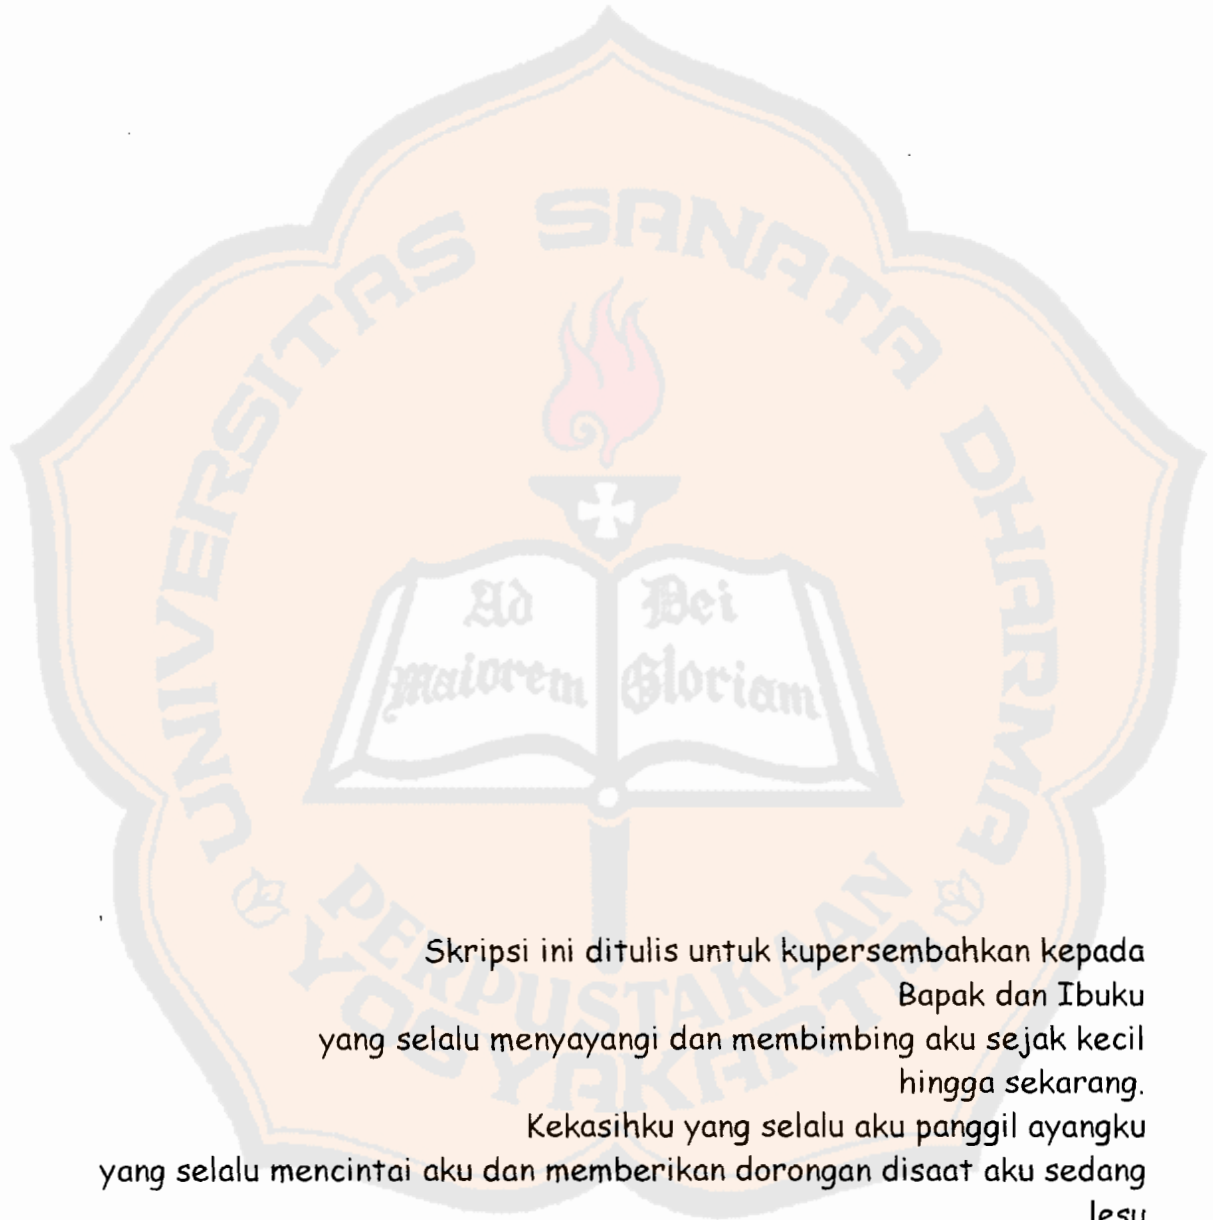 UNIVERSITAS SANATA DHARMA
Ad Dei
Maiorem Gloriam
PERPUSTAKAAN
YOGYAKARTA
Skripsi ini ditulis untuk kupersembahkan kepada
Bapak dan Ibuku
yang selalu menyayangi dan membimbing aku sejak kecil
hingga sekarang.
Kekasihku yang selalu aku panggil ayangku
yang selalu mencintai aku dan memberikan dorongan disaat aku sedang
lesu